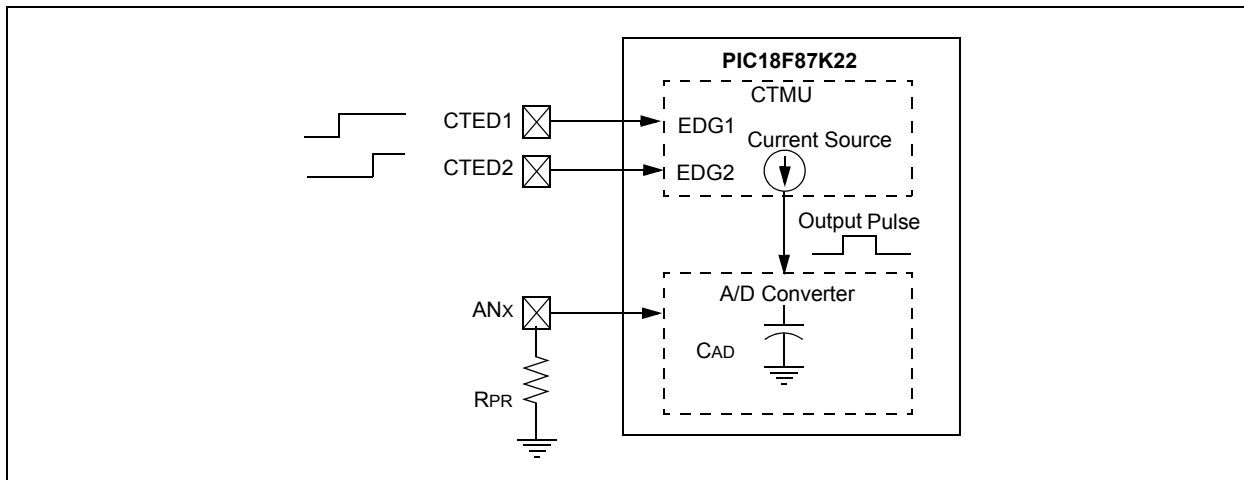 PIC18F87K22
CTMU
CTED1
EDG1
Current Source
CTED2
EDG2
Output Pulse
A/D Converter
ANX
CAD
RPR